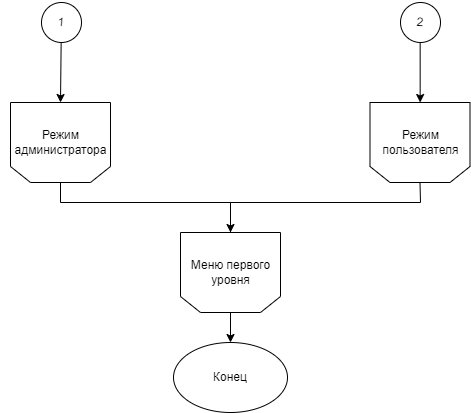 1
2
Режим
администратора
Режим
пользователя
Меню первого
уровня
Конец